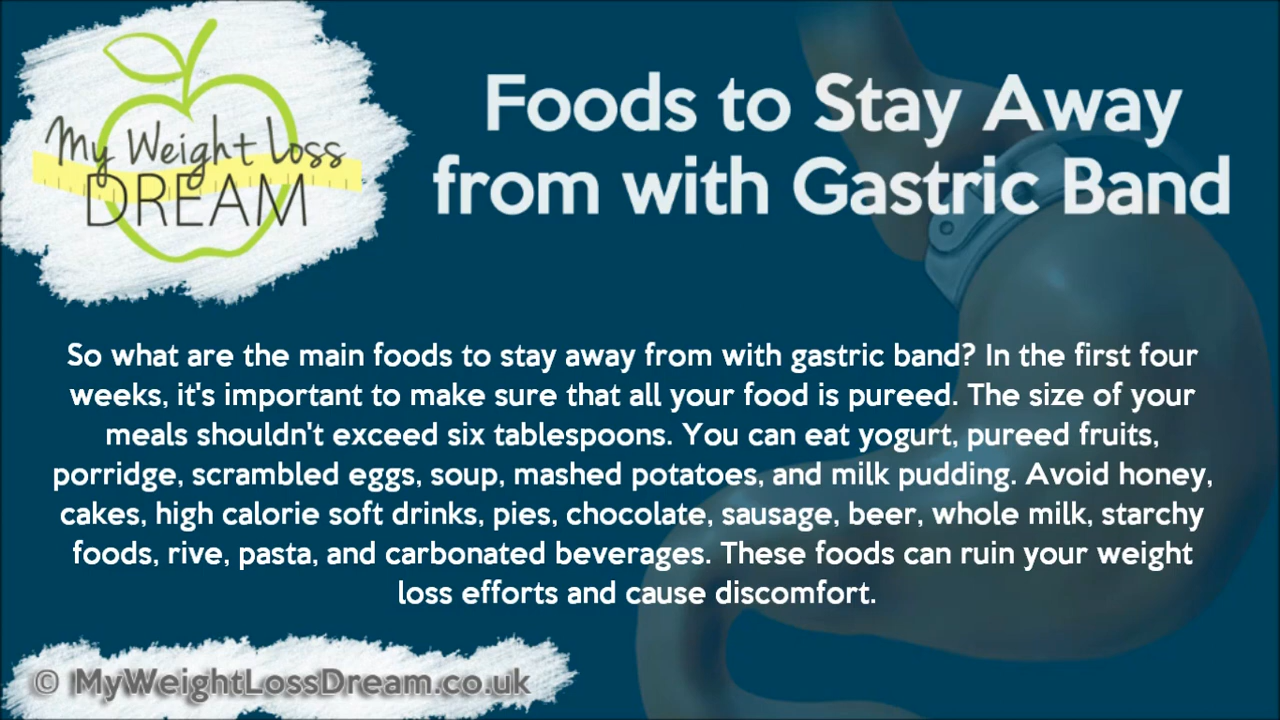 My Weight Loss
DREAM
Foods to Stay Away
from with Gastric Band
So what are the main foods to stay away from with gastric band? In the first four
weeks, it's important to make sure that all your food is pureed. The size of your
meals shouldn't exceed six tablespoons. You can eat yogurt, pureed fruits,
porridge, scrambled eggs, soup, mashed potatoes, and milk pudding. Avoid honey,
cakes, high calorie soft drinks, pies, chocolate, sausage, beer, whole milk, starchy
foods, rive, pasta, and carbonated beverages. These foods can ruin your weight
loss efforts and cause discomfort.
© MyWeightLossDream.co.uk